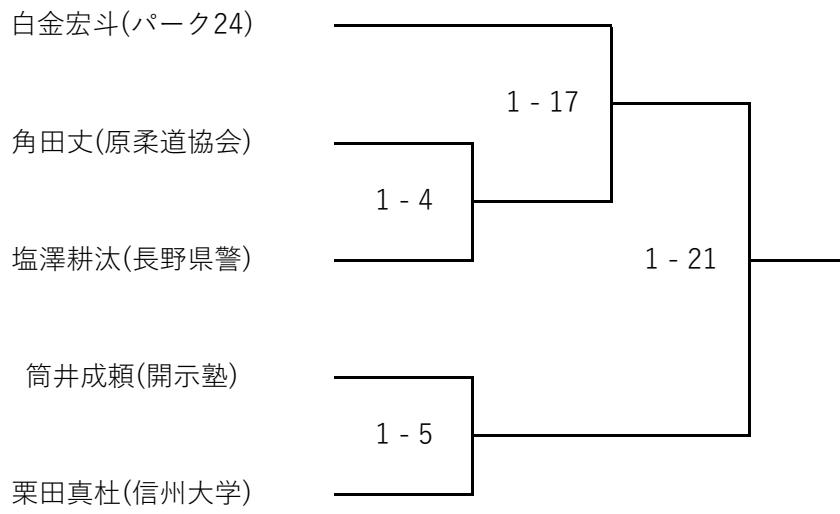 白金宏斗(パーク24)
1 - 17
角田丈(原柔道協会)
1 - 4
塩澤耕汰(長野県警)
1 - 21
筒井成頼(開示塾)
1 - 5
栗田真杜(信州大学)